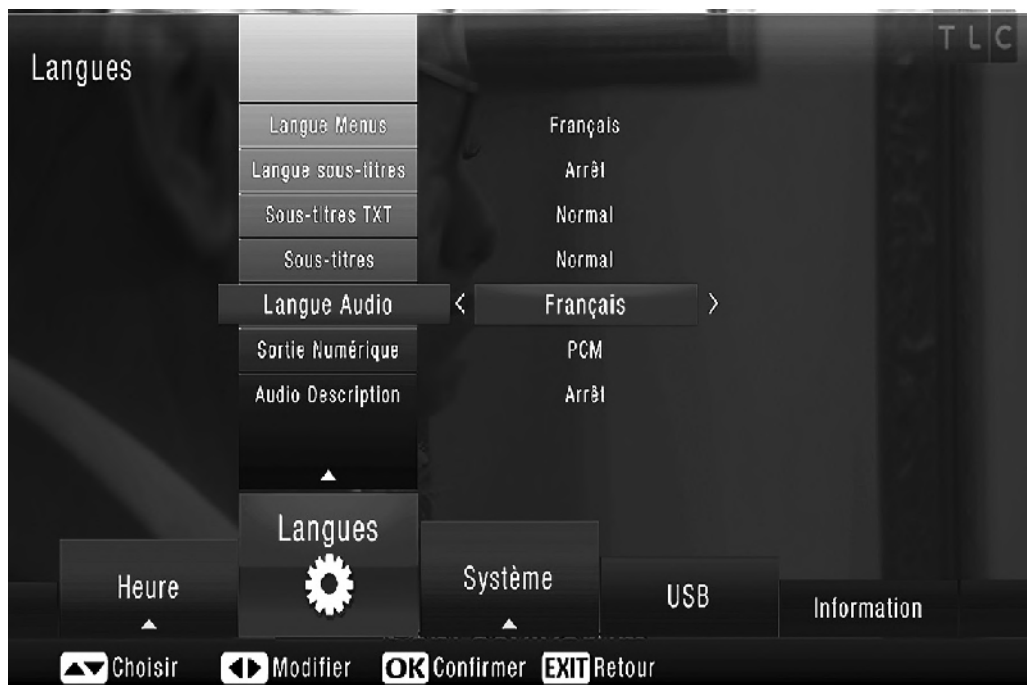 TLC
Langues
Langue Menus Français
Langue sous-titres Arrêt
Sous-titres TXT Normal
Sous-titres Normal
Langue Audio < Français >
Sortie Numérique PCM
Audio Description Arrêt
Langues
Heure
Système
USB
Information
Choisir Modifier OK Confirmer EXIT Retour